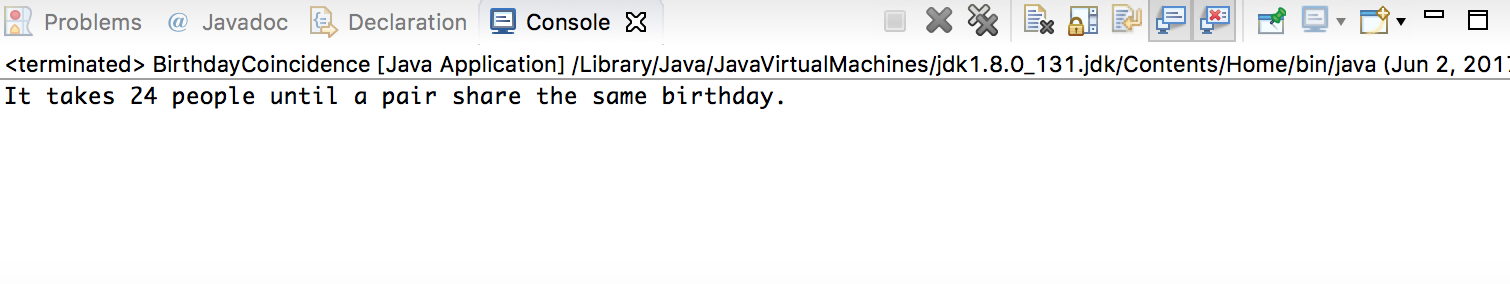 Problems @ Javadoc Declaration Console
<terminated> BirthdayCoincidence [Java Application] /Library/Java/JavaVirtualMachines/jdk1.8.0_131.jdk/Contents/Home/bin/java (Jun 2, 201
It takes 24 people until a pair share the same birthday.